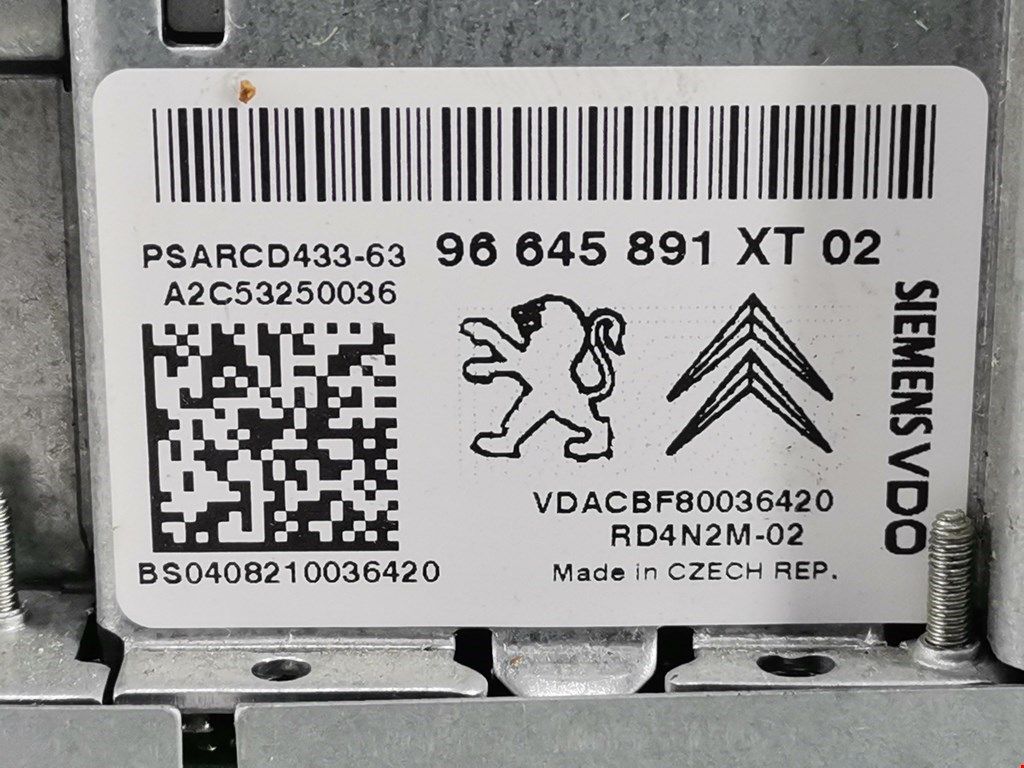 PSARCD433-63
96 645 891 XT 02
A2C53250036
SIEMENS VDO
VDACBF80036420
RD4N2M-02
BS0408210036420
Made in CZECH REP.